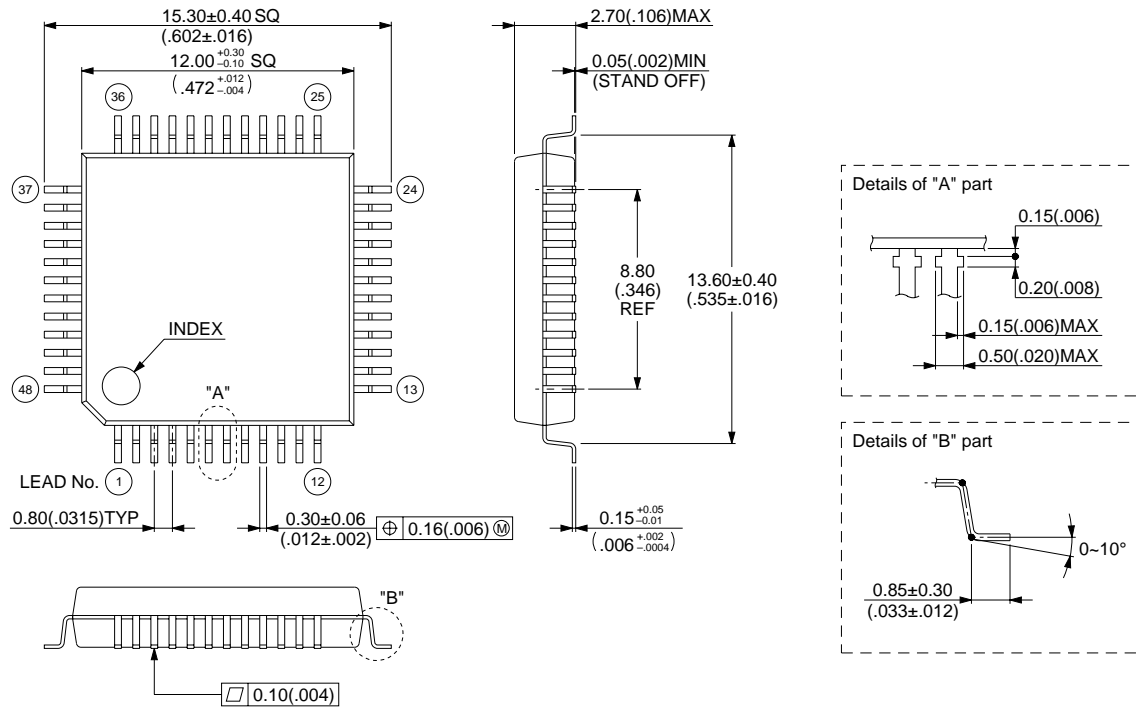 15.30±0.40 SQ
(.602±.016)
12.00 +0.30 −0.10 SQ
(.472 +.012 −.004)
36
25
37
24
48
13
INDEX
"A"
LEAD No. 1
12
0.80(.0315)TYP
0.30±0.06
(.012±.002)
⌖ 0.16(.006) Ⓜ
2.70(.106)MAX
0.05(.002)MIN
(STAND OFF)
8.80
(.346)
REF
13.60±0.40
(.535±.016)
0.15 +0.05 −0.01
(.006 +.002 −.0004)
"B"
⏥ 0.10(.004)
Details of "A" part
0.15(.006)
0.20(.008)
0.15(.006)MAX
0.50(.020)MAX
Details of "B" part
0~10°
0.85±0.30
(.033±.012)